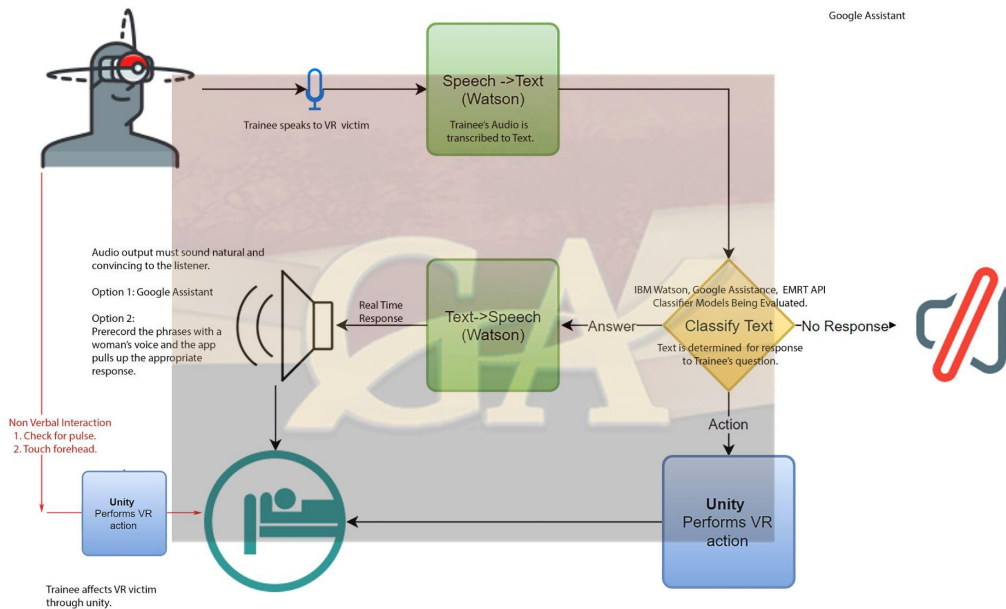 Google Assistant
Speech ->Text
(Watson)
Trainee's Audio is
transcribed to Text.
Trainee speaks to VR victim
Audio output must sound natural and
convincing to the listener.
Option 1: Google Assistant
Option 2:
Prerecord the phrases with a
woman's voice and the app
pulls up the appropriate
response.
Real Time
Response
Text->Speech
(Watson)
Answer
IBM Watson, Google Assistance, EMRT API
Classifier Models Being Evaluated.
Classify Text
Text is determined for response
to Trainee's question.
No Response
GA
Action
Non Verbal Interaction
1. Check for pulse.
2. Touch forehead.
Unity
Performs VR
action
Unity
Performs VR
action
Trainee affects VR victim
through unity.